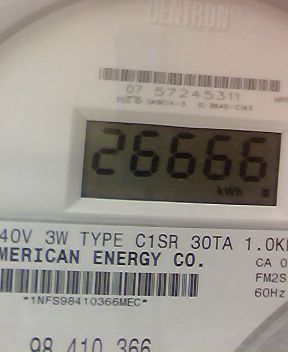 CENTRON®
07 57245311
26666
kWh
40V 3W TYPE C1SR 30TA 1.0K
MERICAN ENERGY CO.
CA 0
FM2S
60Hz
*1NFS98410366MEC*
98 410 366